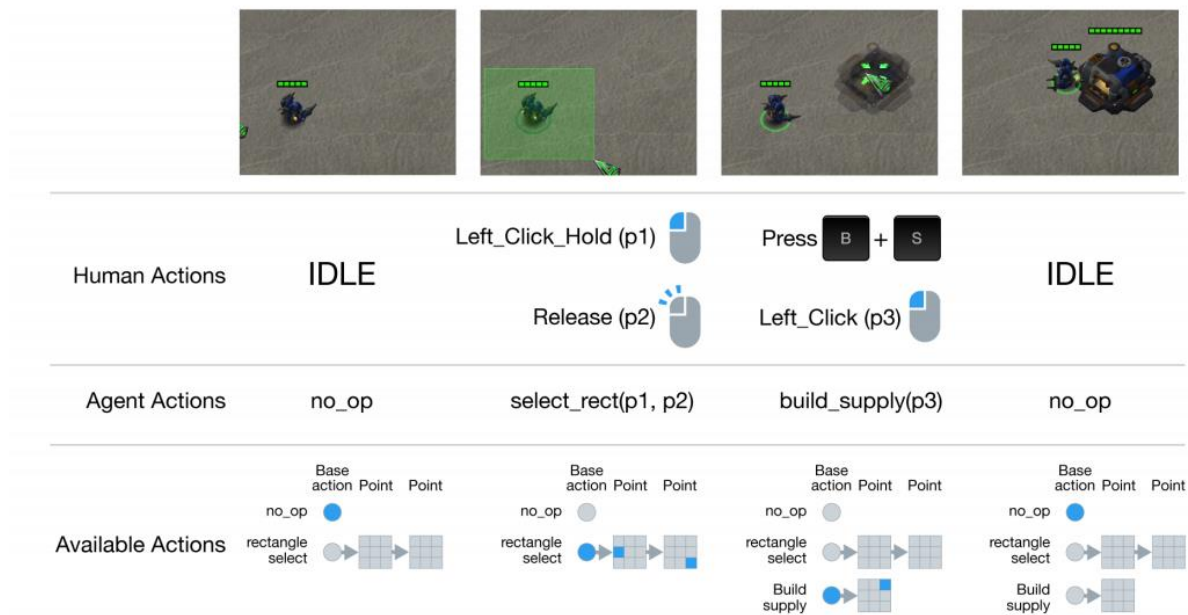 Human Actions
IDLE
Left_Click_Hold (p1)
Release (p2)
Press B + S
Left_Click (p3)
IDLE
Agent Actions
no_op
select_rect(p1, p2)
build_supply(p3)
no_op
Available Actions
Base
action Point Point
no_op
rectangle
select
Base
action Point Point
no_op
rectangle
select
Base
action Point Point
no_op
rectangle
select
Build
supply
Base
action Point Point
no_op
rectangle
select
Build
supply